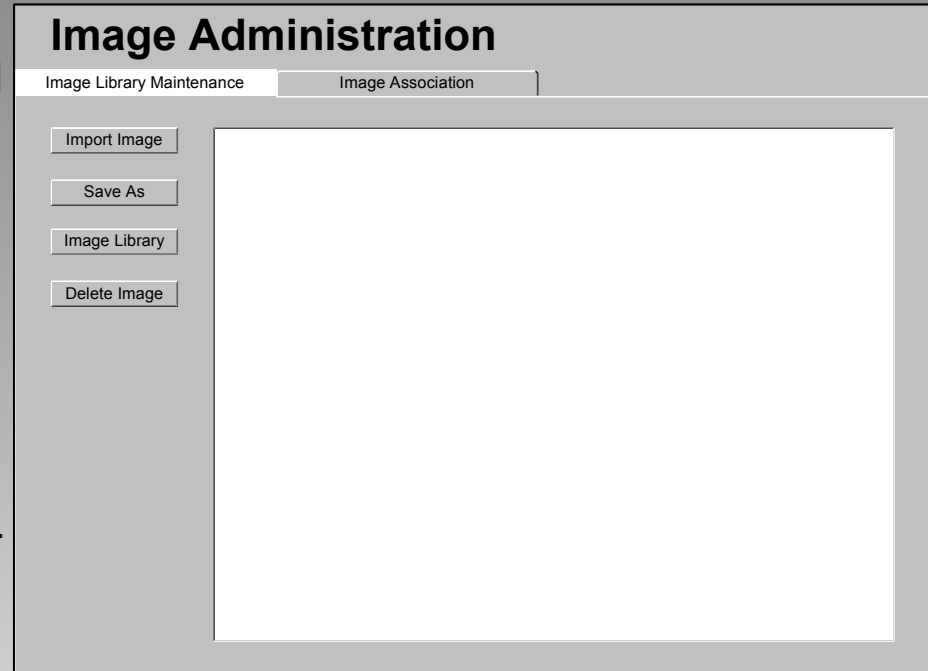 Image Administration
Image Library Maintenance
Image Association
Import Image
Save As
Image Library
Delete Image